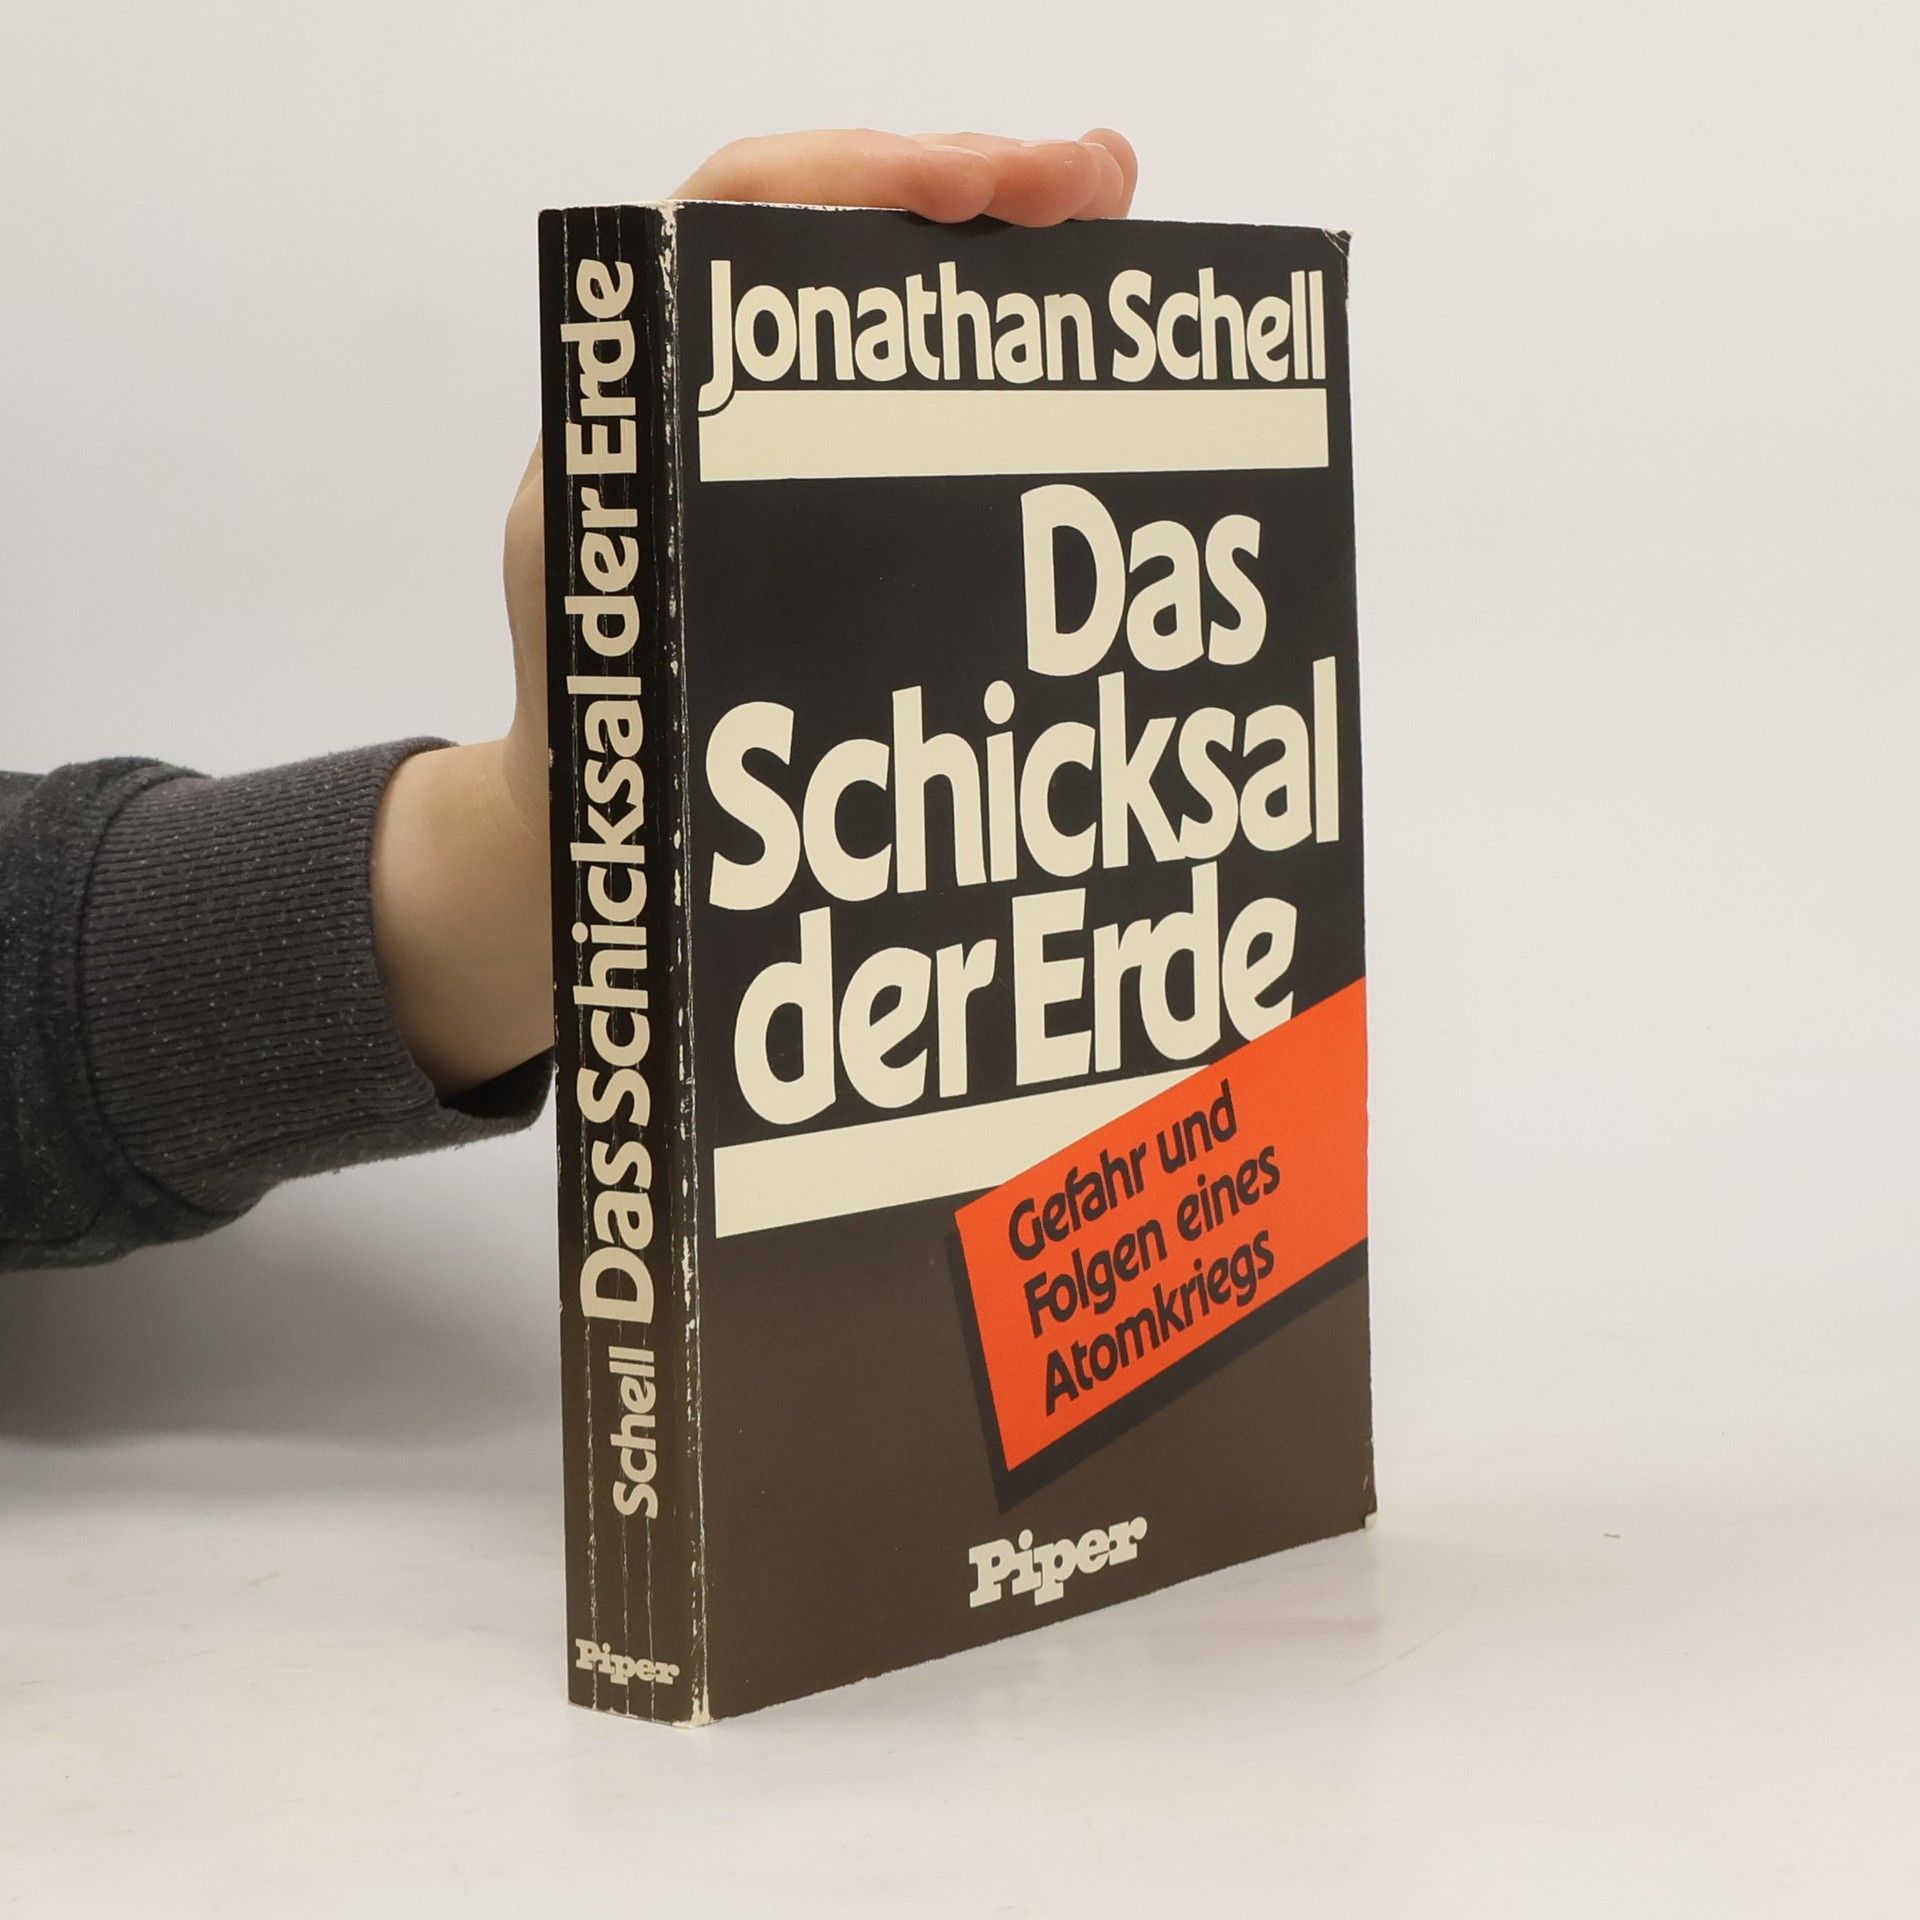 Jonathan Schell
Das
Schicksal
der Erde
Gefahr und
Folgen eines
Atomkriegs
Piper
Schell Das Schicksal der Erde
Piper